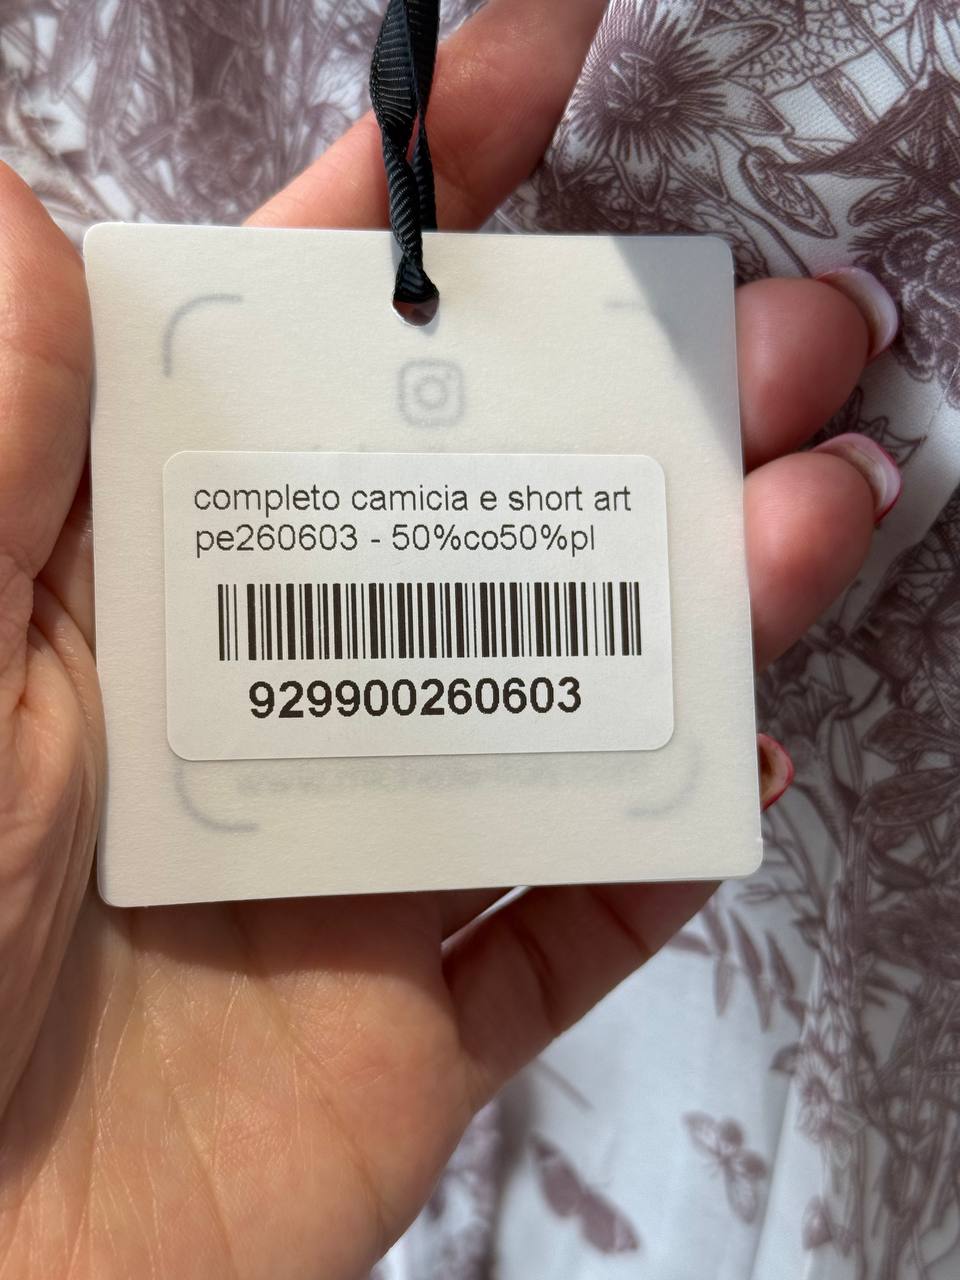 completo camicia e short art
pe260603 - 50%co50%pl
929900260603